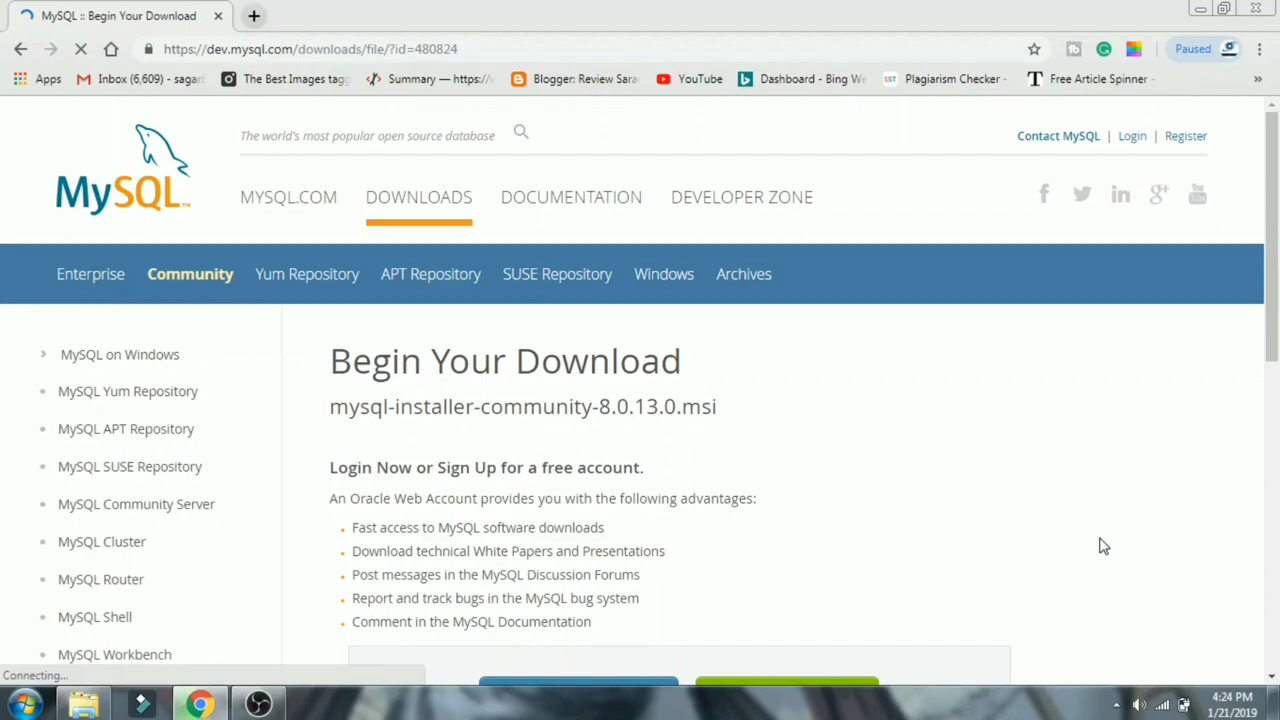 MySQL :: Begin Your Download
https://dev.mysql.com/downloads/file/?id=480824
Paused
Apps
Inbox (6,609) - sagar
The Best Images tagg
Summary — https://
Blogger: Review Sara
YouTube
Dashboard - Bing We
SST
Plagiarism Checker -
Free Article Spinner -
»
MySQL™
The world's most popular open source database
Contact MySQL | Login | Register
MYSQL.COM
DOWNLOADS
DOCUMENTATION
DEVELOPER ZONE
Enterprise
Community
Yum Repository
APT Repository
SUSE Repository
Windows
Archives
MySQL on Windows
MySQL Yum Repository
MySQL APT Repository
MySQL SUSE Repository
MySQL Community Server
MySQL Cluster
MySQL Router
MySQL Shell
MySQL Workbench
Begin Your Download
mysql-installer-community-8.0.13.0.msi
Login Now or Sign Up for a free account.
An Oracle Web Account provides you with the following advantages:
Fast access to MySQL software downloads
Download technical White Papers and Presentations
Post messages in the MySQL Discussion Forums
Report and track bugs in the MySQL bug system
Comment in the MySQL Documentation
Connecting...
4:24 PM
1/21/2019